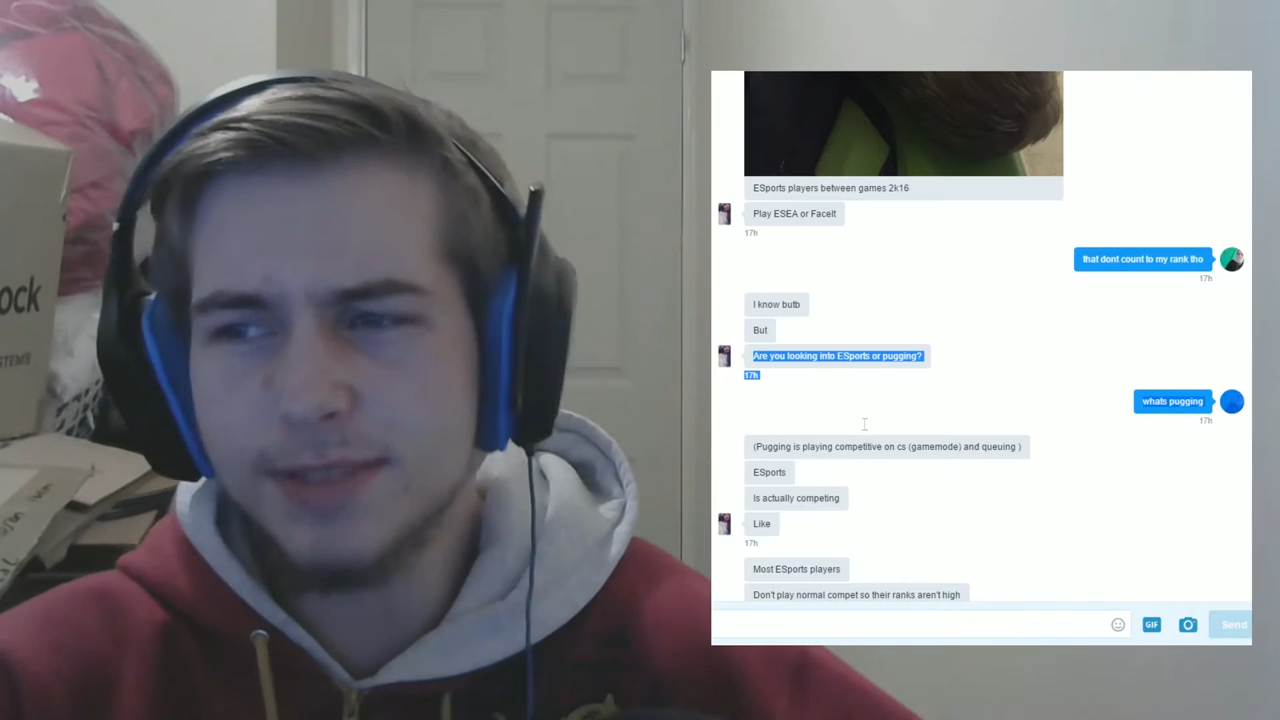 ock
STEMS
ESports players between games 2k16
Play ESEA or FaceIt
17h
that dont count to my rank tho
17h
I know butb
But
Are you looking into ESports or pugging?
17h
whats pugging
17h
(Pugging is playing competitive on cs (gamemode) and queuing )
ESports
Is actually competing
Like
17h
Most ESports players
Don't play normal compet so their ranks aren't high
GIF
Send